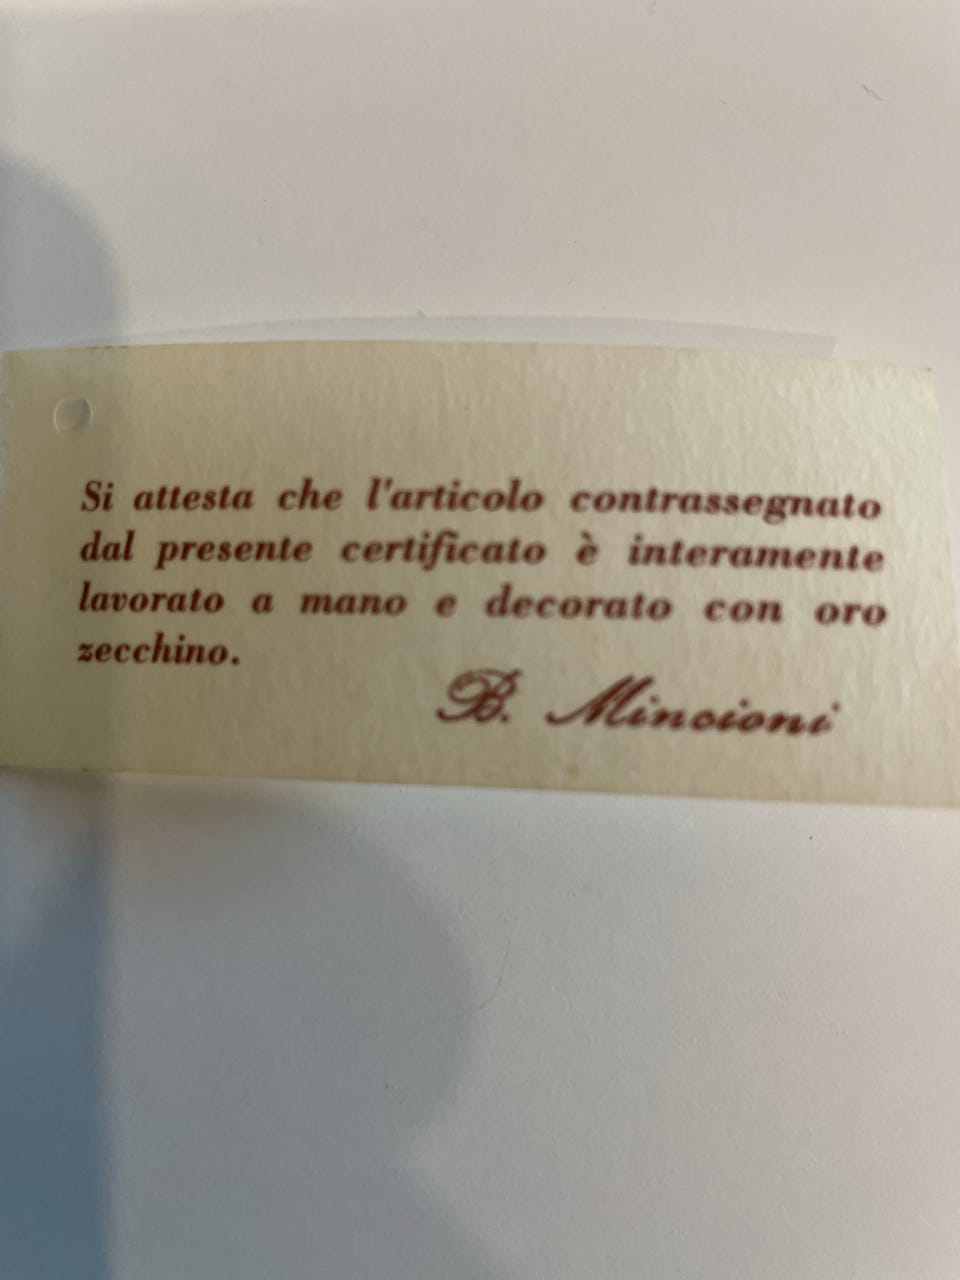 Si attesta che l'articolo contrassegnato
dal presente certificato è interamente
lavorato a mano e decorato con oro
zecchino.
B. Mincioni